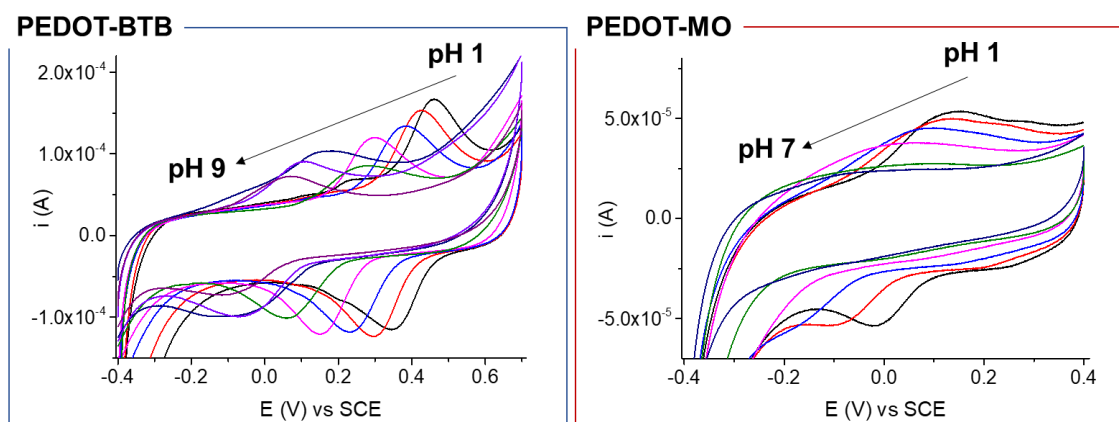 PEDOT-BTB
pH 1
pH 9
2.0x10⁻⁴
1.0x10⁻⁴
0.0
-1.0x10⁻⁴
i (A)
-0.4 -0.2 0.0 0.2 0.4 0.6
E (V) vs SCE
PEDOT-MO
pH 1
pH 7
5.0x10⁻⁵
0.0
-5.0x10⁻⁵
i (A)
-0.4 -0.2 0.0 0.2 0.4
E (V) vs SCE